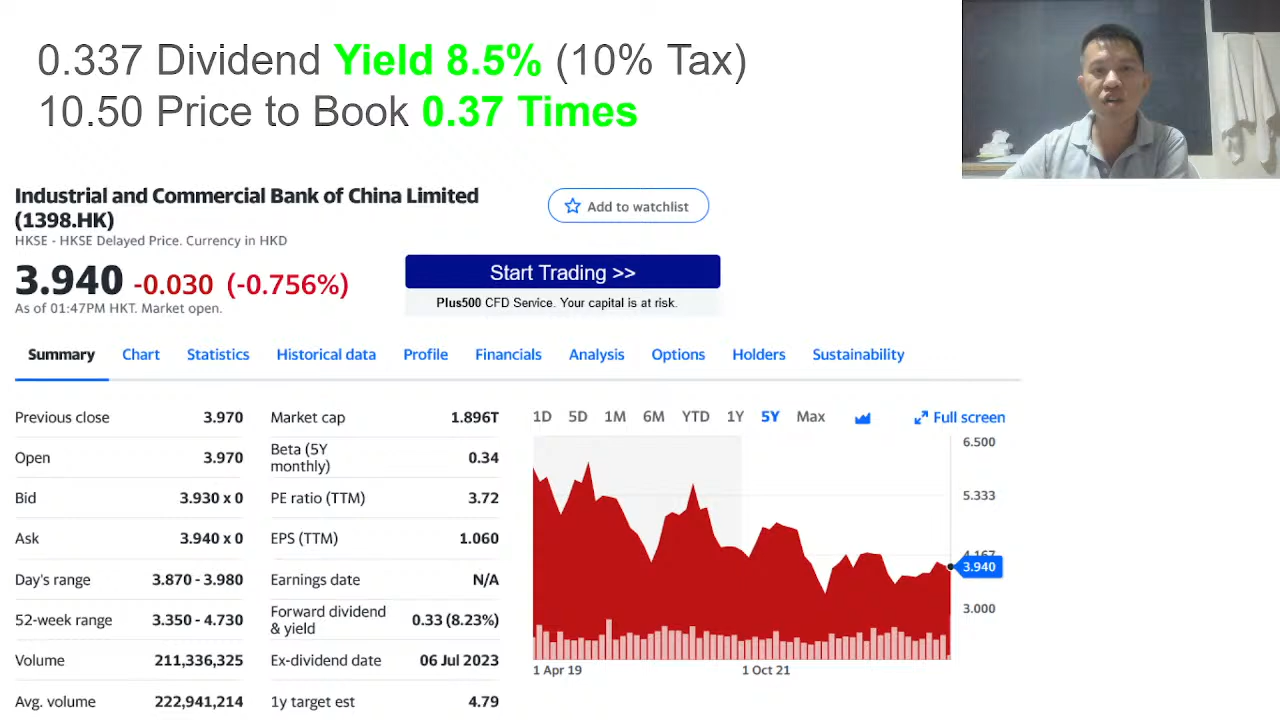 0.337 Dividend Yield 8.5% (10% Tax)
10.50 Price to Book 0.37 Times
Industrial and Commercial Bank of China Limited
(1398.HK)
Add to watchlist
HKSE - HKSE Delayed Price. Currency in HKD
3.940 -0.030 (-0.756%)
As of 01:47PM HKT. Market open.
Start Trading >>
Plus500 CFD Service. Your capital is at risk.
Summary Chart Statistics Historical data Profile Financials Analysis Options Holders Sustainability
Previous close 3.970
Open 3.970
Bid 3.930 x 0
Ask 3.940 x 0
Day's range 3.870 - 3.980
52-week range 3.350 - 4.730
Volume 211,336,325
Avg. volume 222,941,214
Market cap 1.896T
Beta (5Y
monthly) 0.34
PE ratio (TTM) 3.72
EPS (TTM) 1.060
Earnings date N/A
Forward dividend
& yield 0.33 (8.23%)
Ex-dividend date 06 Jul 2023
1y target est 4.79
1D 5D 1M 6M YTD 1Y 5Y Max Full screen
6.500
5.333
4.167
3.940
3.000
1 Apr 19 1 Oct 21